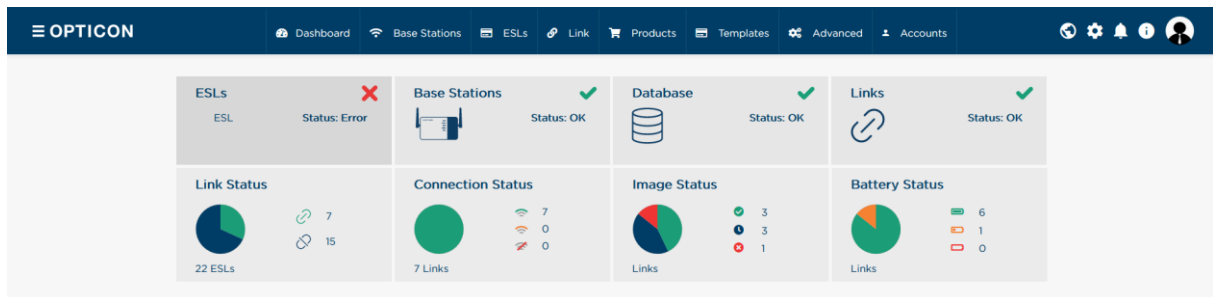 OPTICON
Dashboard Base Stations ESLs Link Products Templates Advanced Accounts
ESLs
ESL
Status: Error
Base Stations
Status: OK
Database
Status: OK
Links
Status: OK
Link Status
7
15
22 ESLs
Connection Status
7
0
0
7 Links
Image Status
3
3
1
Links
Battery Status
6
1
0
Links